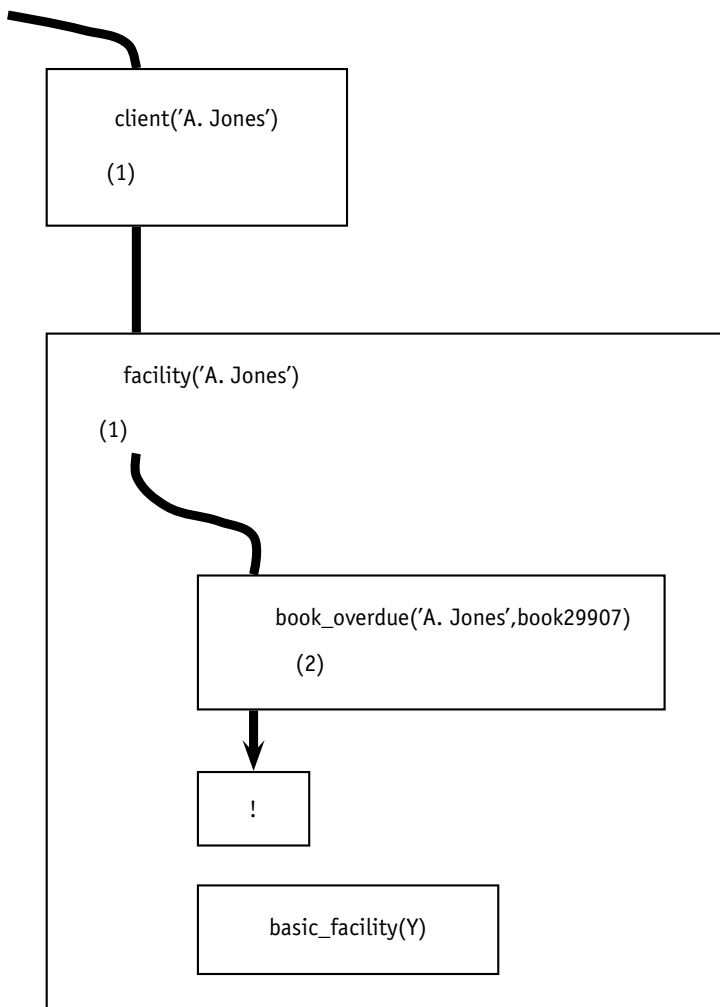 client('A. Jones')
(1)
facility('A. Jones')
(1)
book_overdue('A. Jones',book29907)
(2)
!
basic_facility(Y)